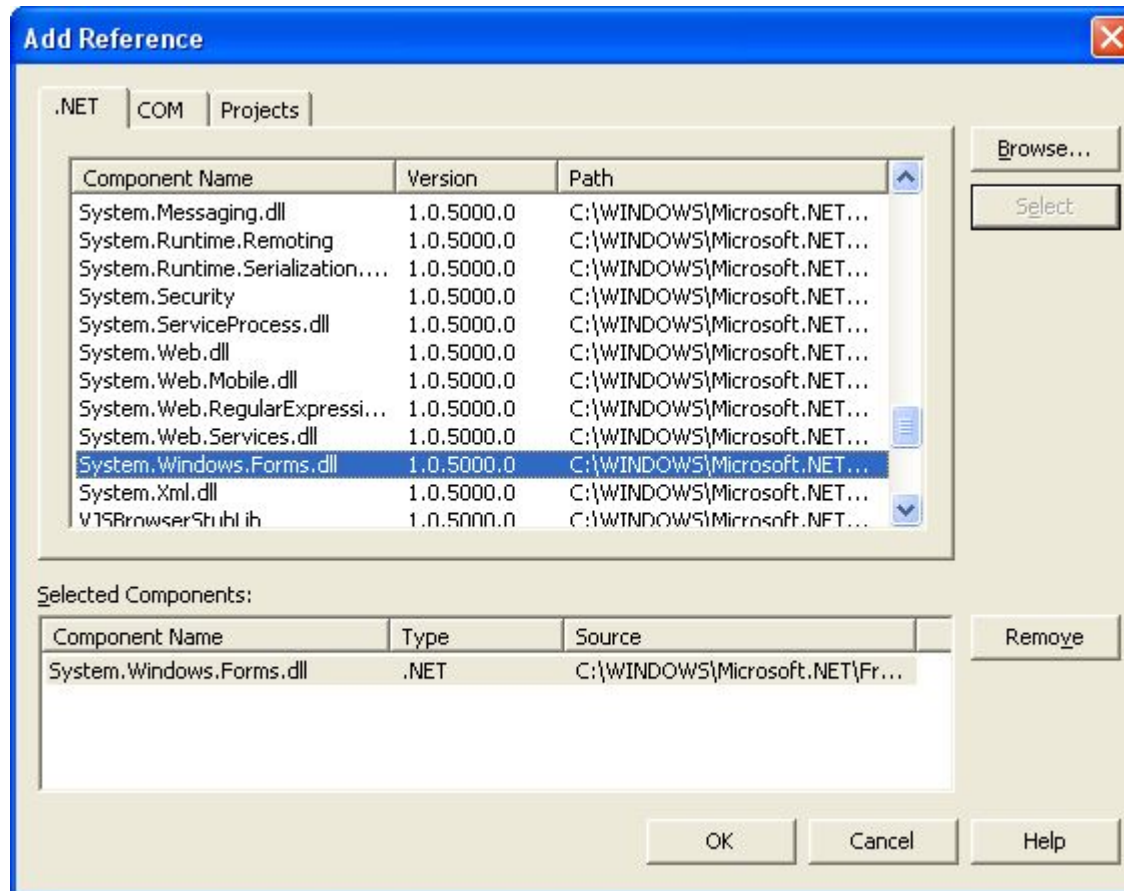 Add Reference
.NET COM Projects
Browse...
Select
Component Name Version Path
System.Messaging.dll 1.0.5000.0 C:\WINDOWS\Microsoft.NET...
System.Runtime.Remoting 1.0.5000.0 C:\WINDOWS\Microsoft.NET...
System.Runtime.Serialization.... 1.0.5000.0 C:\WINDOWS\Microsoft.NET...
System.Security 1.0.5000.0 C:\WINDOWS\Microsoft.NET...
System.ServiceProcess.dll 1.0.5000.0 C:\WINDOWS\Microsoft.NET...
System.Web.dll 1.0.5000.0 C:\WINDOWS\Microsoft.NET...
System.Web.Mobile.dll 1.0.5000.0 C:\WINDOWS\Microsoft.NET...
System.Web.RegularExpressi... 1.0.5000.0 C:\WINDOWS\Microsoft.NET...
System.Web.Services.dll 1.0.5000.0 C:\WINDOWS\Microsoft.NET...
System.Windows.Forms.dll 1.0.5000.0 C:\WINDOWS\Microsoft.NET...
System.Xml.dll 1.0.5000.0 C:\WINDOWS\Microsoft.NET...
VJSBrowserStubLib 1.0.5000.0 C:\WINDOWS\Microsoft.NET...
Selected Components:
Component Name Type Source
System.Windows.Forms.dll .NET C:\WINDOWS\Microsoft.NET\Fr...
Remove
OK Cancel Help